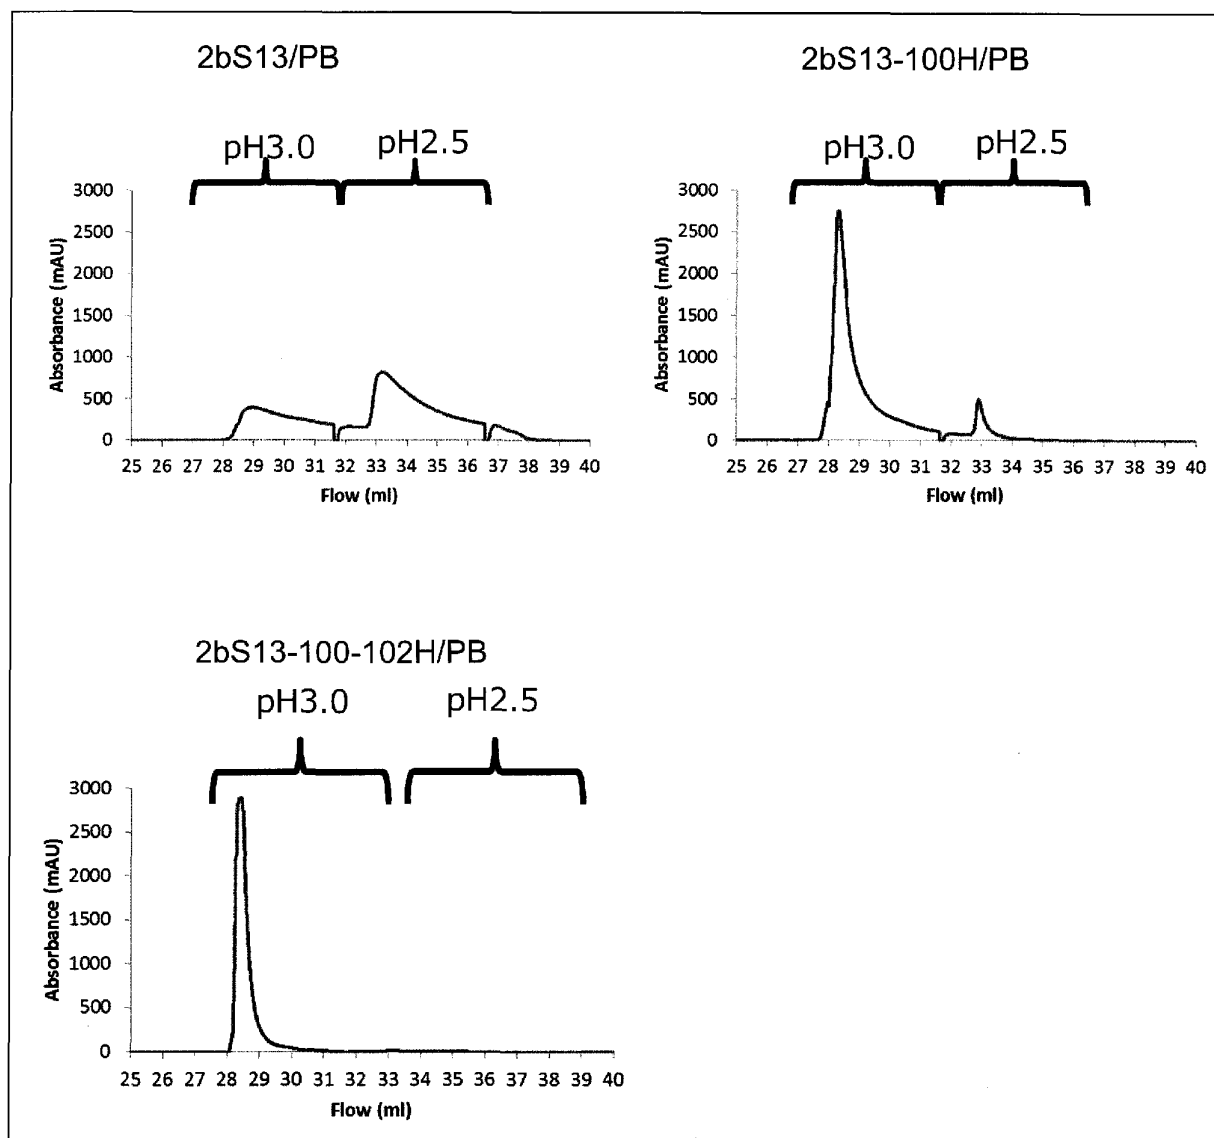 2bS13/PB
pH3.0 pH2.5
3000
2500
2000
1500
1000
500
0
Absorbance (mAU)
25 26 27 28 29 30 31 32 33 34 35 36 37 38 39 40
Flow (ml)
2bS13-100H/PB
pH3.0 pH2.5
3000
2500
2000
1500
1000
500
0
Absorbance (mAU)
25 26 27 28 29 30 31 32 33 34 35 36 37 38 39 40
Flow (ml)
2bS13-100-102H/PB
pH3.0 pH2.5
3000
2500
2000
1500
1000
500
0
Absorbance (mAU)
25 26 27 28 29 30 31 32 33 34 35 36 37 38 39 40
Flow (ml)